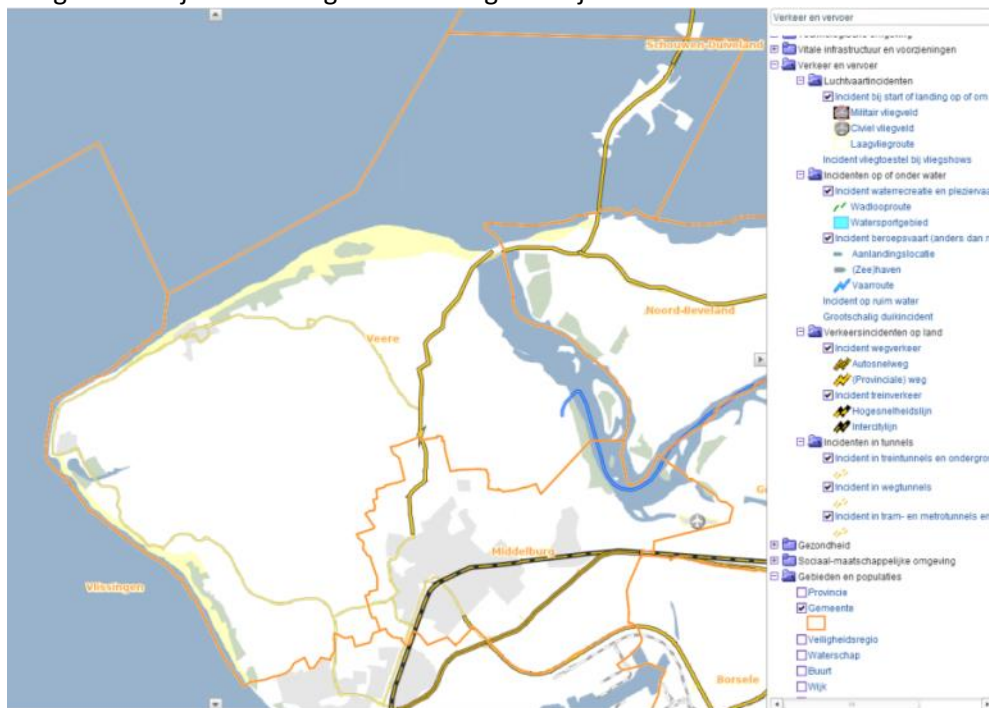 Verkeer en vervoer
Vitale infrastructuur en voorzieningen
Verkeer en vervoer
Luchtvaartincidenten
Incident bij start of landing op of om
Militair vliegveld
Civiel vliegveld
Laagvliegroute
Incident vliegtoestel bij vliegshows
Incidenten op of onder water
Incident waterrecreatie en pleziervaa
Wadlooproute
Watersportgebied
Incident beroepsvaart (anders dan
Aanlandingslocatie
(Zee)haven
Vaarroute
Incident op ruim water
Grootschalig duikincident
Verkeersincidenten op land
Incident wegverkeer
Autosnelweg
(Provinciale) weg
Incident treinverkeer
Hogesnelheidslijn
Intercitylijn
Incidenten in tunnels
Incident in treintunnels en ondergro
Incident in wegtunnels
Incident in tram- en metrotunnels en
Gezondheid
Sociaal-maatschappelijke omgeving
Gebieden en populaties
Provincie
Gemeente
Veiligheidsregio
Waterschap
Buurt
Wijk
Schouwen-Duiveland
Noord-Beveland
Veere
Middelburg
Vlissingen
Borsele